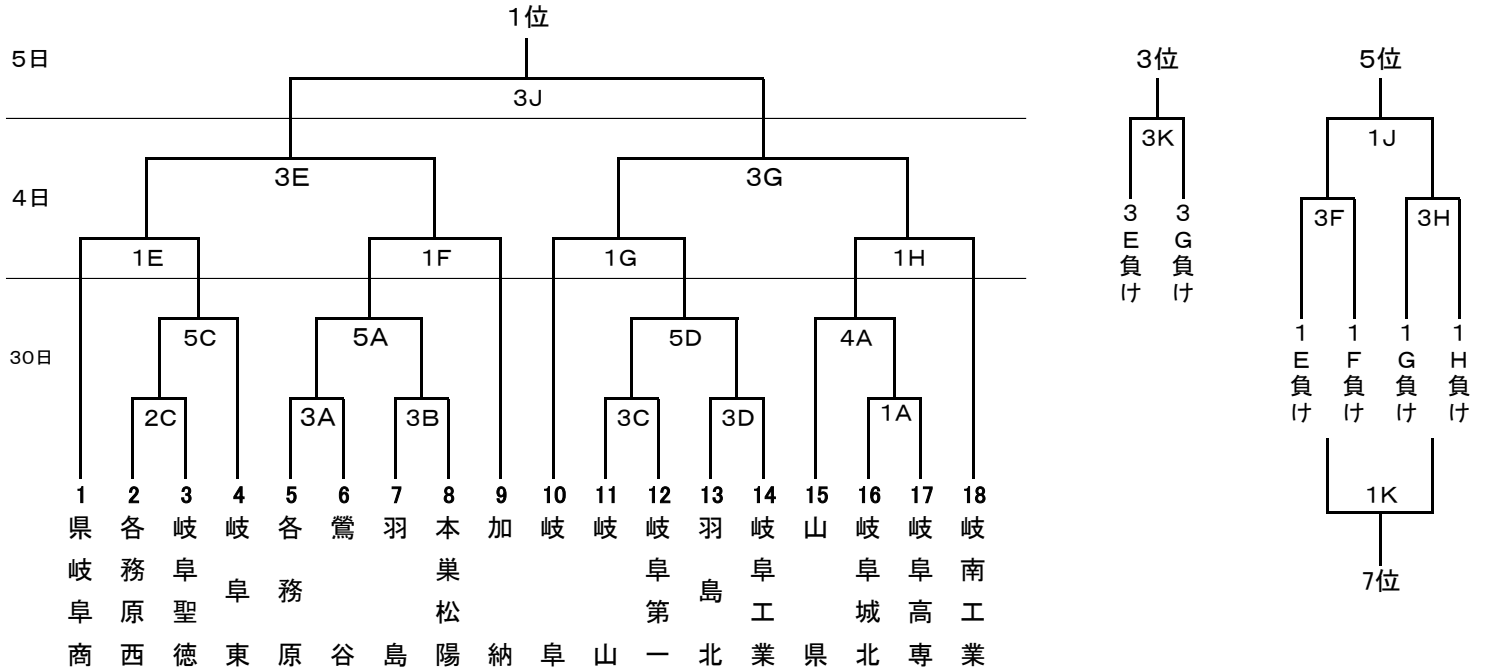 1位
5日
3J
3E
3G
4日
1E
1F
1G
1H
5C
5A
5D
4A
30日
2C
3A
3B
3C
3D
1A
1 県岐阜商
2 各務原西
3 岐阜聖徳
4 岐阜東
5 各務原
6 鶯谷
7 羽島
8 本巣松陽
9 加納
10 岐阜
11 岐山
12 岐阜第一
13 羽島北
14 岐阜工業
15 山県
16 岐阜城北
17 岐阜高専
18 岐南工業
3位
3K
3E負け
3G負け
5位
1J
3F
3H
1E負け
1F負け
1G負け
1H負け
1K
7位